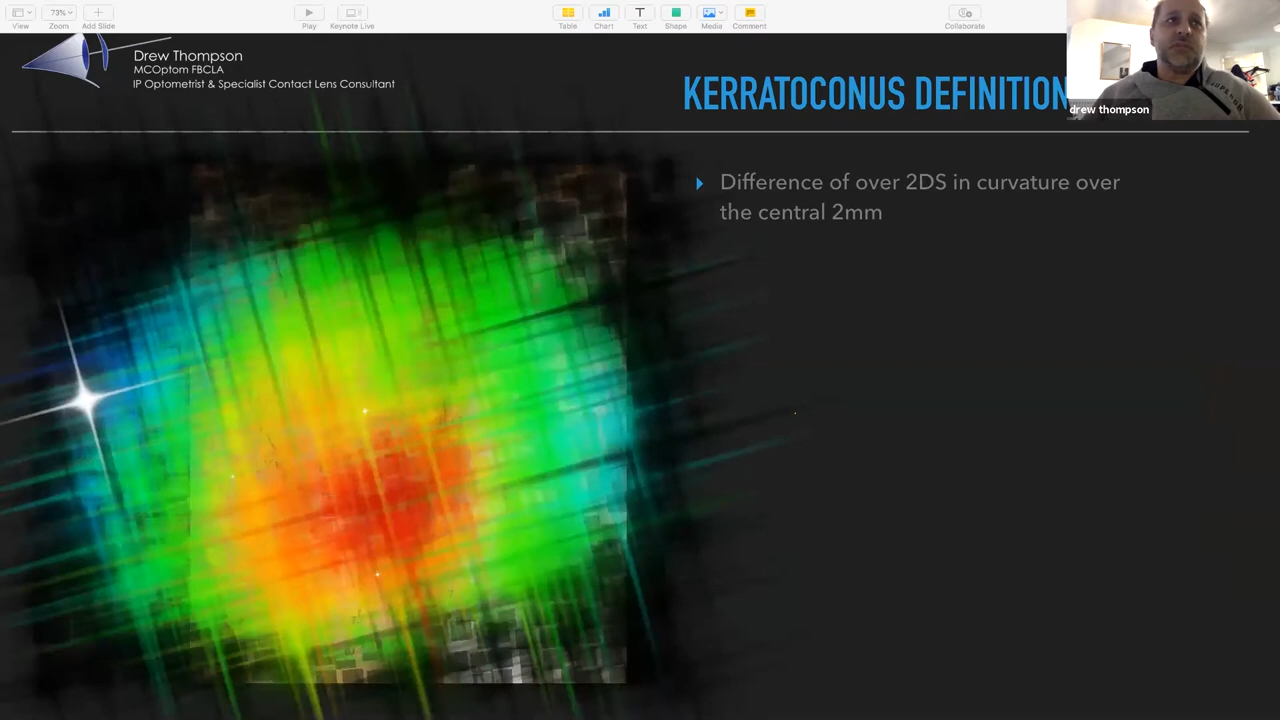 View
73%
Zoom
Add Slide
Play
Keynote Live
Table
Chart
T
Text
Shape
Media
Comment
Collaborate
Drew Thompson
MCOptom FBCLA
IP Optometrist & Specialist Contact Lens Consultant
KERRATOCONUS DEFINITION
drew thompson
Difference of over 2DS in curvature over
the central 2mm